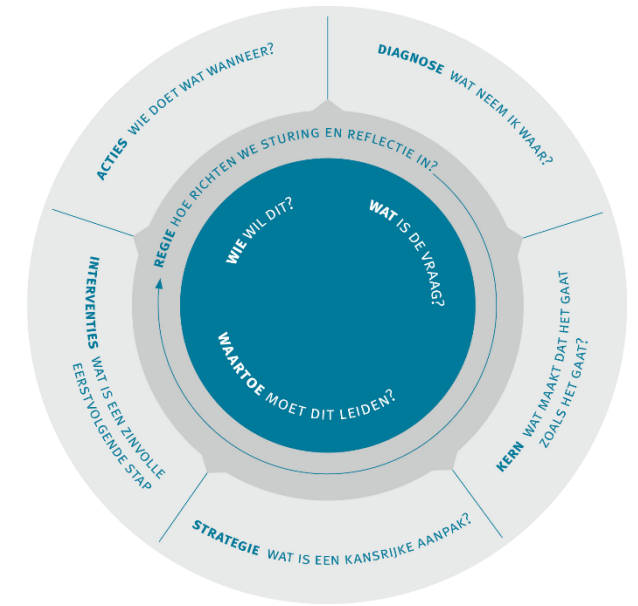 DIAGNOSE WAT NEEM IK WAAR?
KERN WAT MAAKT DAT HET GAAT
ZOALS HET GAAT?
STRATEGIE WAT IS EEN KANSRIJKE AANPAK?
INTERVENTIES WAT IS EEN ZINVOLLE
EERSTVOLGENDE STAP
ACTIES WIE DOET WAT WANNEER?
REGIE HOE RICHTEN WE STURING EN REFLECTIE IN?
WIE WIL DIT?
WAT IS DE VRAAG?
WAARTOE MOET DIT LEIDEN?